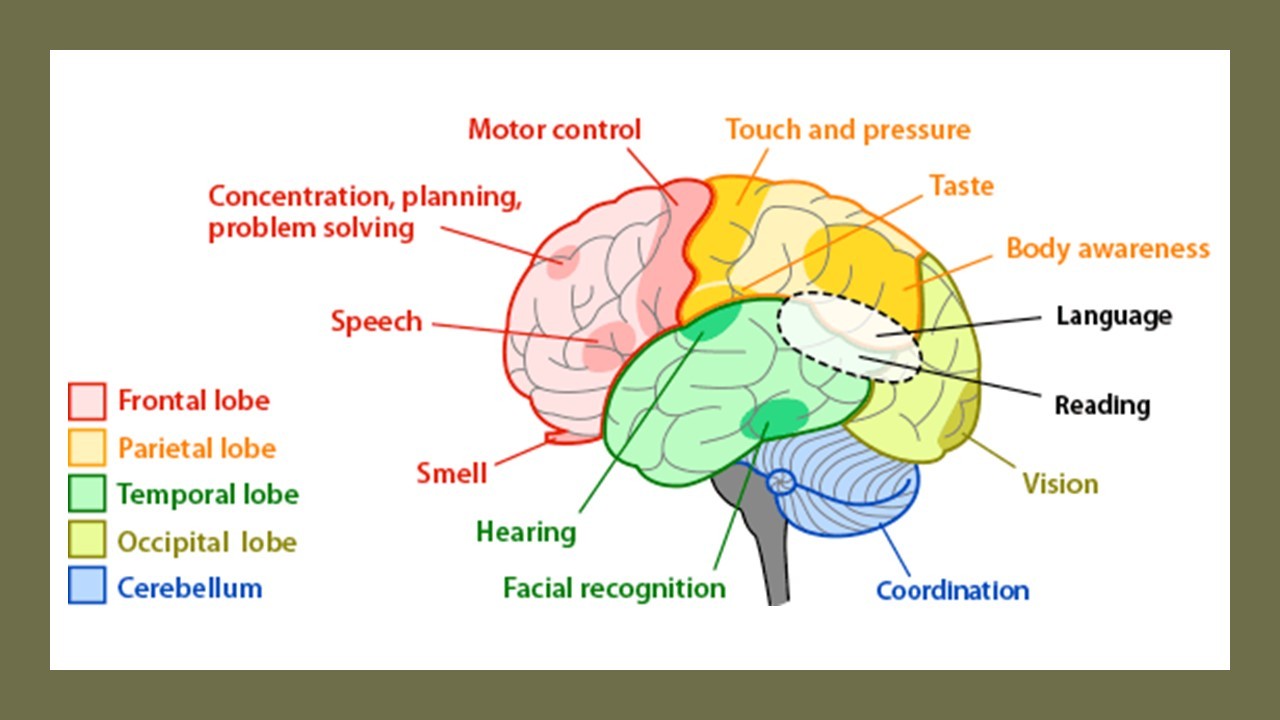 Motor control
Touch and pressure
Concentration, planning,
problem solving
Taste
Body awareness
Speech
Language
Reading
Frontal lobe
Parietal lobe
Temporal lobe
Occipital lobe
Cerebellum
Smell
Vision
Hearing
Facial recognition
Coordination